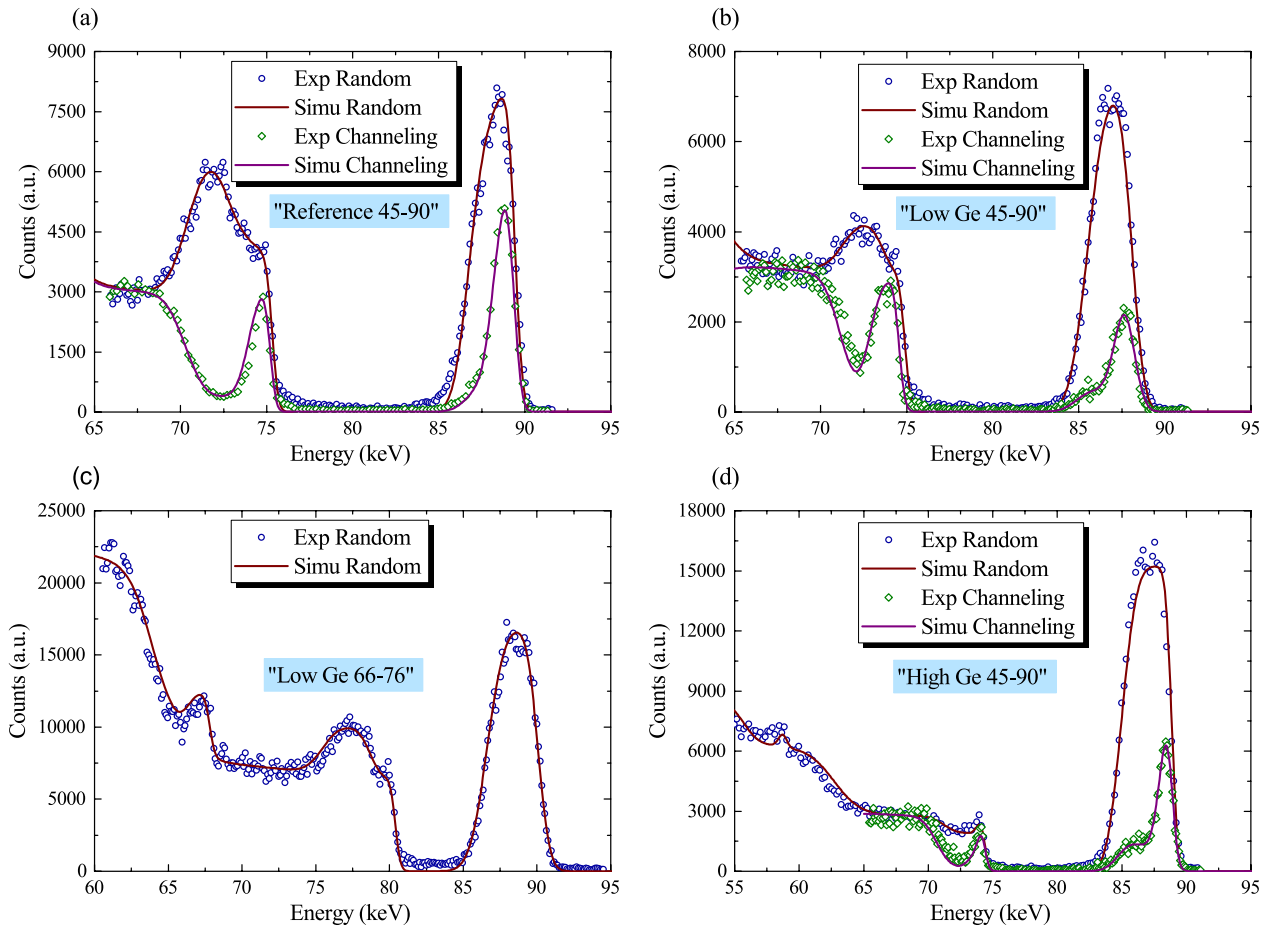 (a)
9000
7500
6000
4500
3000
1500
0
Counts (a.u.)
Exp Random
Simu Random
Exp Channeling
Simu Channeling
"Reference 45-90"
65 70 75 80 85 90 95
Energy (keV)
(b)
8000
6000
4000
2000
0
Counts (a.u.)
Exp Random
Simu Random
Exp Channeling
Simu Channeling
"Low Ge 45-90"
65 70 75 80 85 90 95
Energy (keV)
(c)
25000
20000
15000
10000
5000
0
Counts (a.u.)
Exp Random
Simu Random
"Low Ge 66-76"
60 65 70 75 80 85 90 95
Energy (keV)
(d)
18000
15000
12000
9000
6000
3000
0
Counts (a.u.)
Exp Random
Simu Random
Exp Channeling
Simu Channeling
"High Ge 45-90"
55 60 65 70 75 80 85 90 95
Energy (keV)